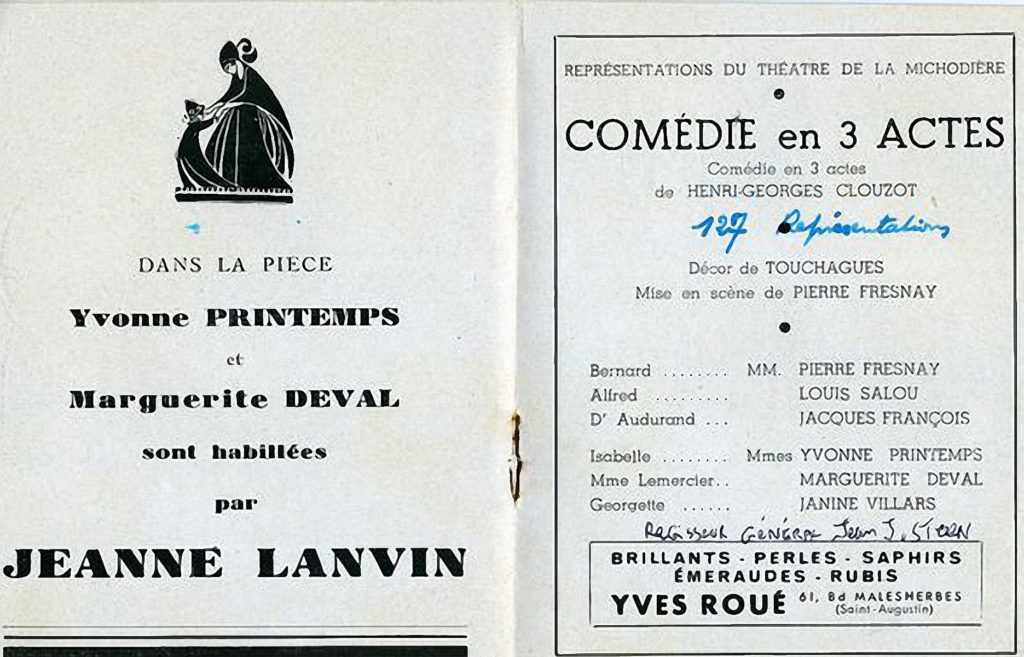 DANS LA PIECE
Yvonne PRINTEMPS
et
Marguerite DEVAL
sont habillées
par
JEANNE LANVIN
REPRÉSENTATIONS DU THÉATRE DE LA MICHODIÈRE
COMÉDIE en 3 ACTES
Comédie en 3 actes
de HENRI-GEORGES CLOUZOT
127 Représentations
Décor de TOUCHAGUES
Mise en scène de PIERRE FRESNAY
Bernard ........ MM. PIERRE FRESNAY
Alfred ......... LOUIS SALOU
Dr Audurand ... JACQUES FRANÇOIS
Isabelle ........ Mmes YVONNE PRINTEMPS
Mme Lemercier.. MARGUERITE DEVAL
Georgette ...... JANINE VILLARS
Régisseur GÉNÉRAL Jean J. STERN
BRILLANTS - PERLES - SAPHIRS
ÉMERAUDES - RUBIS
YVES ROUÉ 61, Bd MALESHERBES
(Saint-Augustin)